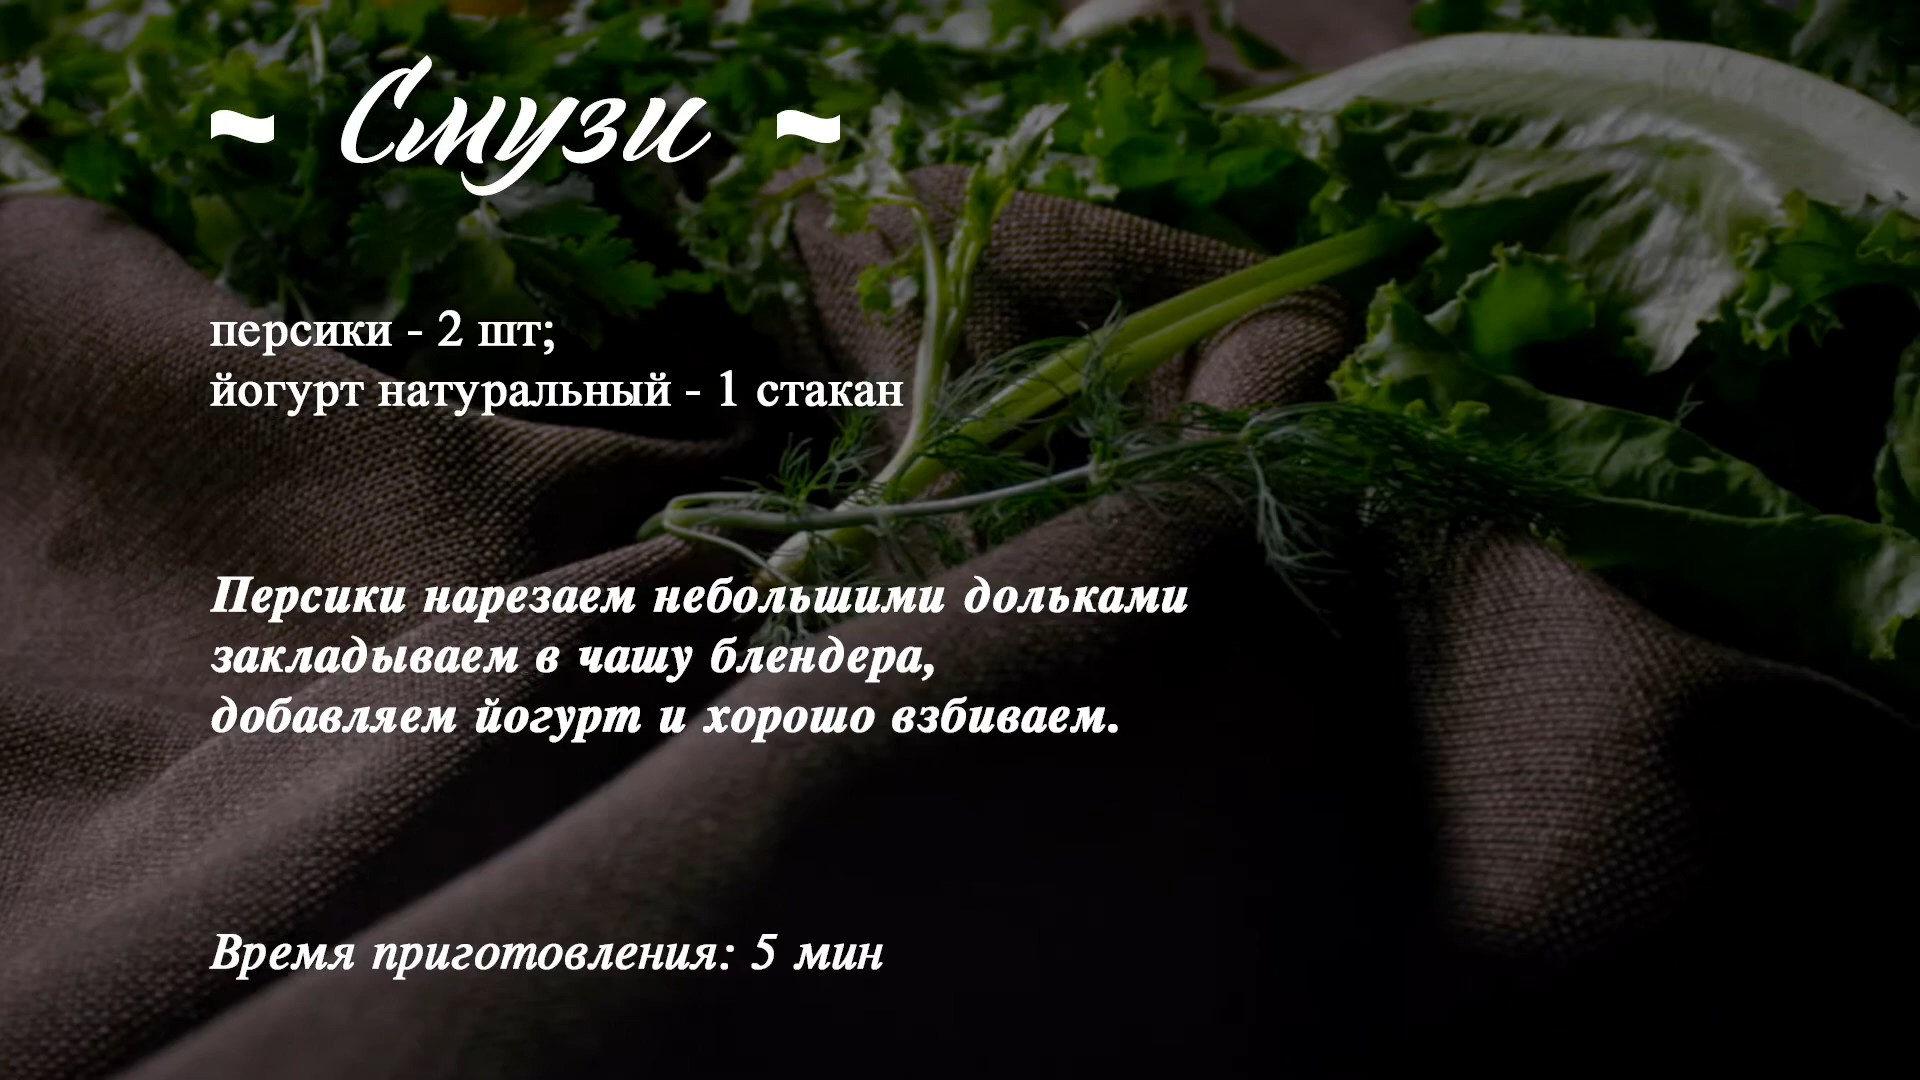 ~ Смузи ~
персики - 2 шт;
йогурт натуральный - 1 стакан
Персики нарезаем небольшими дольками
закладываем в чашу блендера,
добавляем йогурт и хорошо взбиваем.
Время приготовления: 5 мин